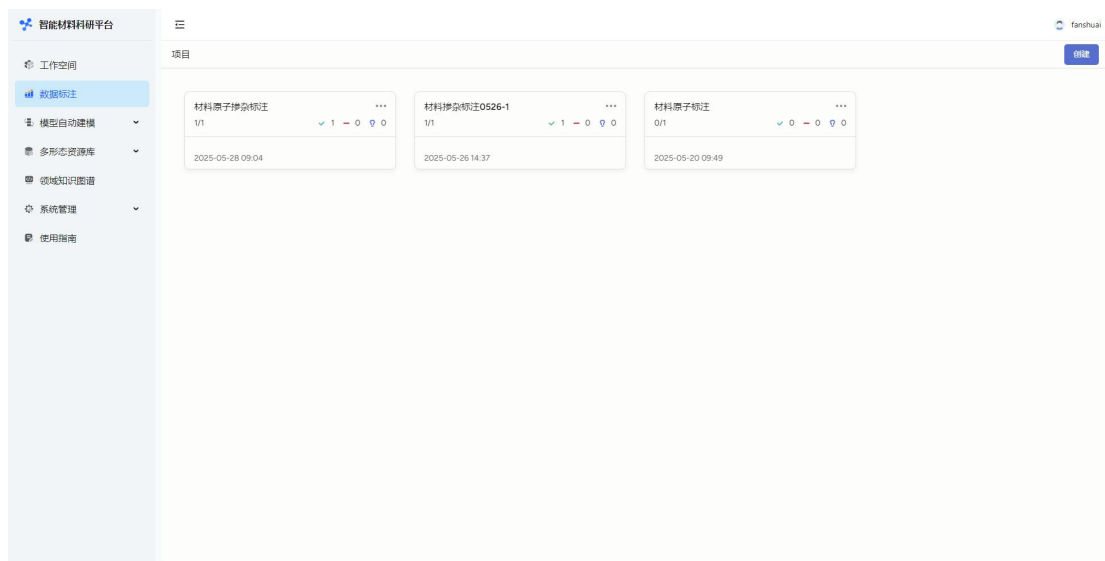 智能材料科研平台
fanshuai
工作空间
数据标注
模型自动建模
多形态资源库
领域知识图谱
系统管理
使用指南
项目
创建
材料原子掺杂标注
1/1 1 0 0
2025-05-28 09:04
材料掺杂标注0526-1
1/1 1 0 0
2025-05-26 14:37
材料原子标注
0/1 0 0 0
2025-05-20 09:49